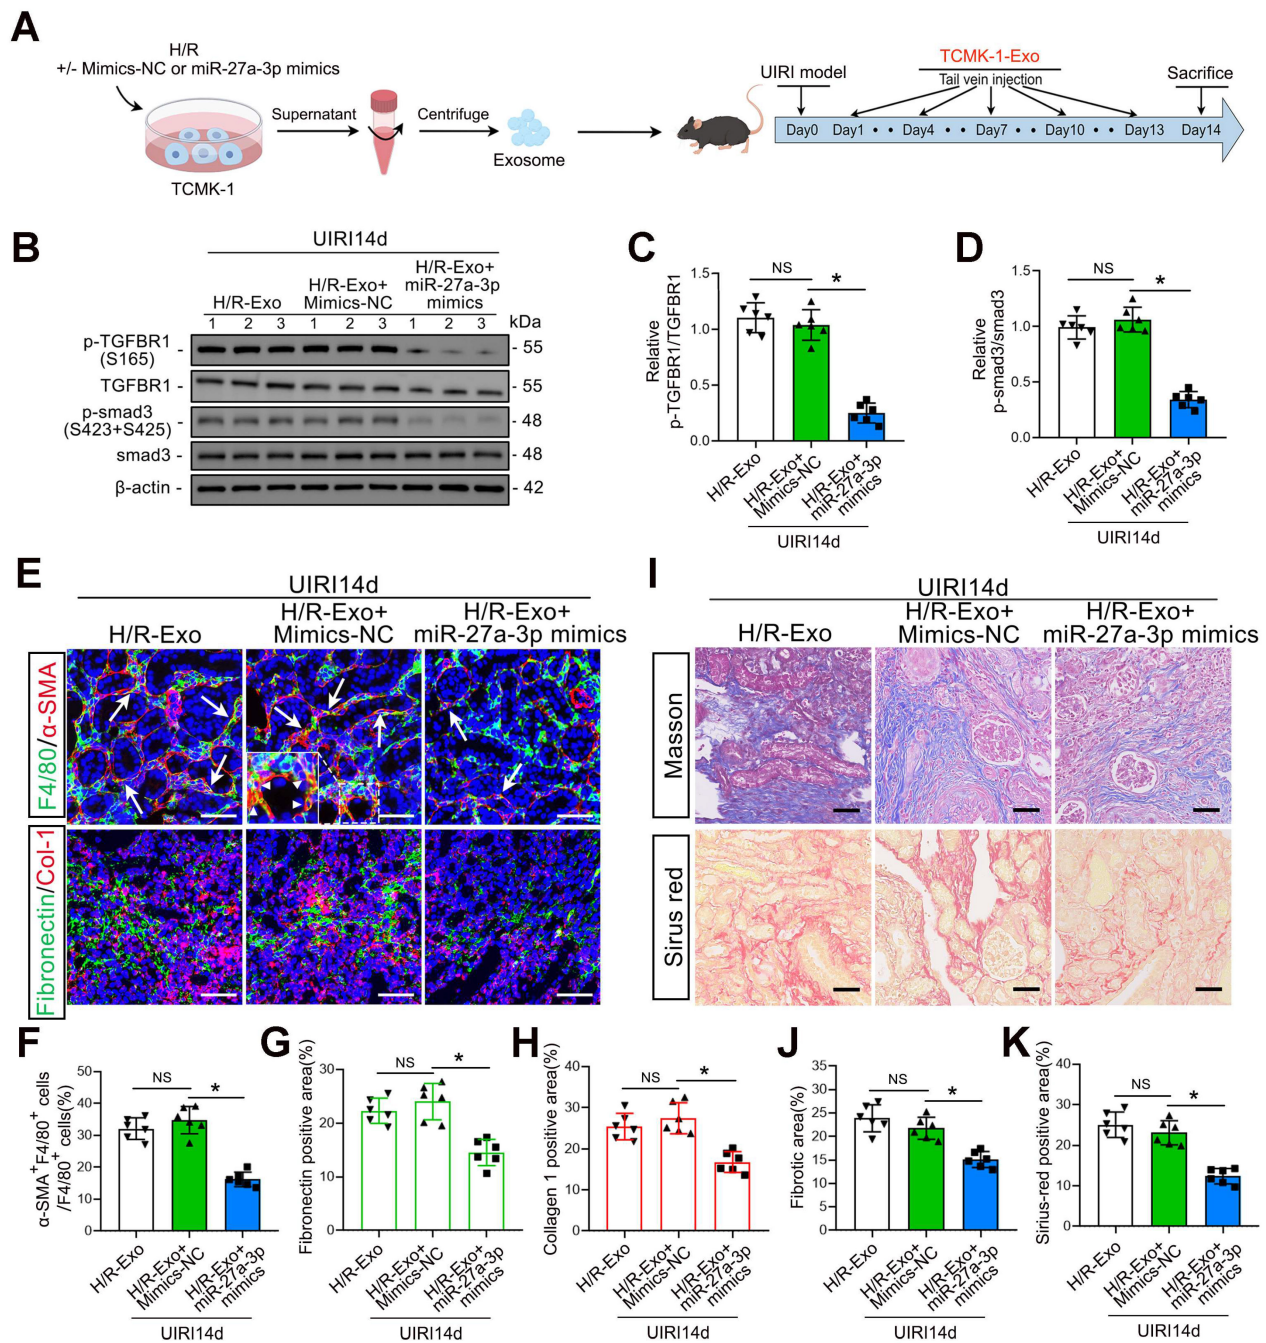 A
H/R
+/- Mimics-NC or miR-27a-3p mimics
Supernatant
Centrifuge
Exosome
TCMK-1
UIRI model
TCMK-1-Exo
Tail vein injection
Sacrifice
Day0 Day1 • • Day4 • • Day7 • • Day10 • • Day13 Day14
B
UIRI14d
H/R-Exo
H/R-Exo+
Mimics-NC
H/R-Exo+
miR-27a-3p
mimics
1 2 3 1 2 3 1 2 3 kDa
p-TGFBR1
(S165) - - 55
TGFBR1 - - 55
p-smad3
(S423+S425) - - 48
smad3 - - 48
β-actin - - 42
C
Relative
p-TGFBR1/TGFBR1
1.5
1.0
0.5
0.0
NS
*
H/R-Exo
H/R-Exo+
Mimics-NC
H/R-Exo+
miR-27a-3p
mimics
UIRI14d
D
Relative
p-smad3/smad3
1.5
1.0
0.5
0.0
NS
*
H/R-Exo
H/R-Exo+
Mimics-NC
H/R-Exo+
miR-27a-3p
mimics
UIRI14d
E
UIRI14d
H/R-Exo
H/R-Exo+
Mimics-NC
H/R-Exo+
miR-27a-3p mimics
F4/80/α-SMA
Fibronectin/Col-1
I
UIRI14d
H/R-Exo
H/R-Exo+
Mimics-NC
H/R-Exo+
miR-27a-3p mimics
Masson
Sirus red
F
α-SMA⁺F4/80⁺ cells
/F4/80⁺ cells(%)
50
40
30
20
10
0
NS
*
H/R-Exo
H/R-Exo+
Mimics-NC
H/R-Exo+
miR-27a-3p
mimics
UIRI14d
G
Fibronectin positive area(%)
30
20
10
0
NS
*
H/R-Exo
H/R-Exo+
Mimics-NC
H/R-Exo+
miR-27a-3p
mimics
UIRI14d
H
Collagen 1 positive area(%)
40
30
20
10
0
NS
*
H/R-Exo
H/R-Exo+
Mimics-NC
H/R-Exo+
miR-27a-3p
mimics
UIRI14d
J
Fibrotic area(%)
35
30
25
20
15
10
5
0
NS
*
H/R-Exo
H/R-Exo+
Mimics-NC
H/R-Exo+
miR-27a-3p
mimics
UIRI14d
K
Sirius-red positive area(%)
40
30
20
10
0
NS
*
H/R-Exo
H/R-Exo+
Mimics-NC
H/R-Exo+
miR-27a-3p
mimics
UIRI14d